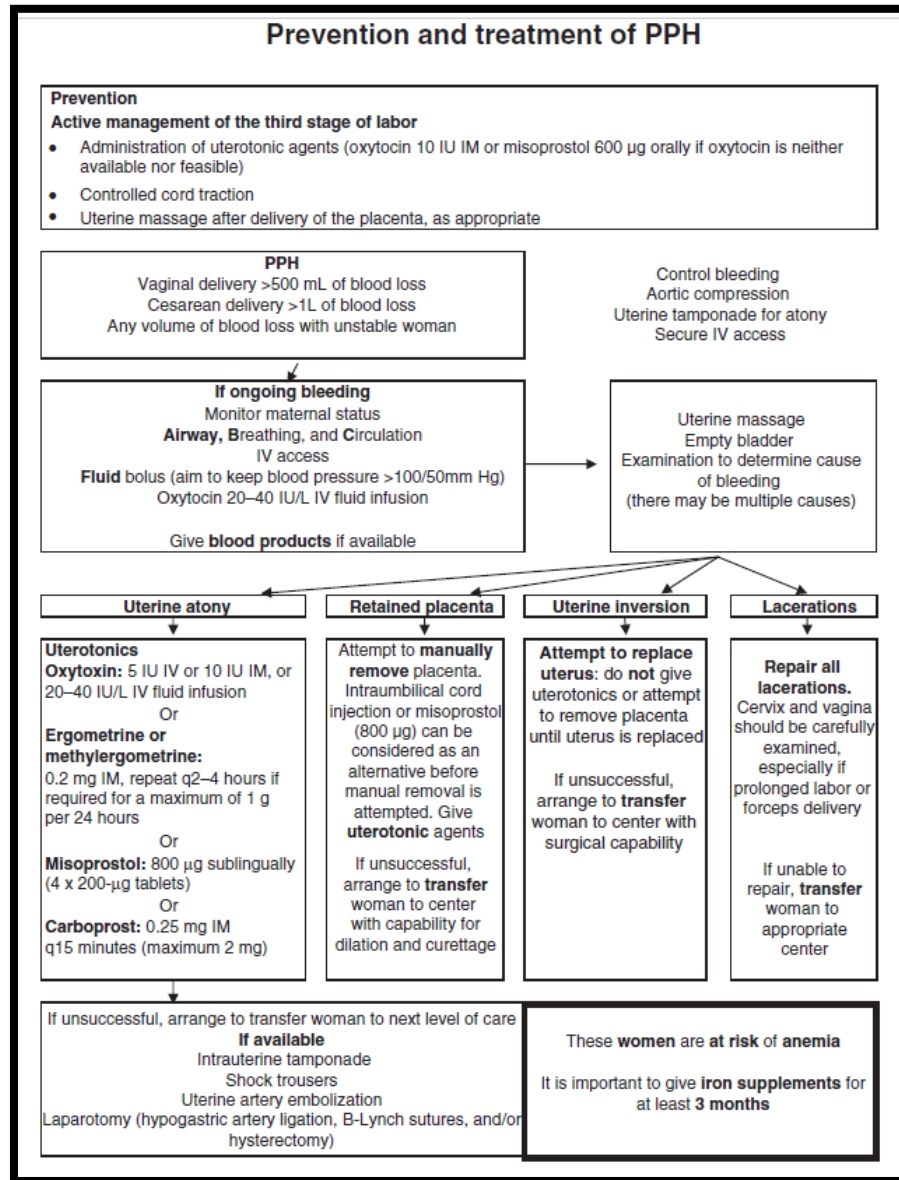 Prevention and treatment of PPH
Prevention
Active management of the third stage of labor
• Administration of uterotonic agents (oxytocin 10 IU IM or misoprostol 600 µg orally if oxytocin is neither
available nor feasible)
• Controlled cord traction
• Uterine massage after delivery of the placenta, as appropriate
PPH
Vaginal delivery >500 mL of blood loss
Cesarean delivery >1L of blood loss
Any volume of blood loss with unstable woman
Control bleeding
Aortic compression
Uterine tamponade for atony
Secure IV access
If ongoing bleeding
Monitor maternal status
Airway, Breathing, and Circulation
IV access
Fluid bolus (aim to keep blood pressure >100/50mm Hg)
Oxytocin 20–40 IU/L IV fluid infusion
Give blood products if available
Uterine massage
Empty bladder
Examination to determine cause
of bleeding
(there may be multiple causes)
Uterine atony
Uterotonics
Oxytoxin: 5 IU IV or 10 IU IM, or
20–40 IU/L IV fluid infusion
Or
Ergometrine or
methylergometrine:
0.2 mg IM, repeat q2–4 hours if
required for a maximum of 1 g
per 24 hours
Or
Misoprostol: 800 µg sublingually
(4 x 200-µg tablets)
Or
Carboprost: 0.25 mg IM
q15 minutes (maximum 2 mg)
Retained placenta
Attempt to manually
remove placenta.
Intraumbilical cord
injection or misoprostol
(800 µg) can be
considered as an
alternative before
manual removal is
attempted. Give
uterotonic agents
If unsuccessful,
arrange to transfer
woman to center
with capability for
dilation and curettage
Uterine inversion
Attempt to replace
uterus: do not give
uterotonics or attempt
to remove placenta
until uterus is replaced
If unsuccessful,
arrange to transfer
woman to center with
surgical capability
Lacerations
Repair all
lacerations.
Cervix and vagina
should be carefully
examined,
especially if
prolonged labor or
forceps delivery
If unable to
repair, transfer
woman to
appropriate
center
If unsuccessful, arrange to transfer woman to next level of care
If available
Intrauterine tamponade
Shock trousers
Uterine artery embolization
Laparotomy (hypogastric artery ligation, B-Lynch sutures, and/or
hysterectomy)
These women are at risk of anemia
It is important to give iron supplements for
at least 3 months